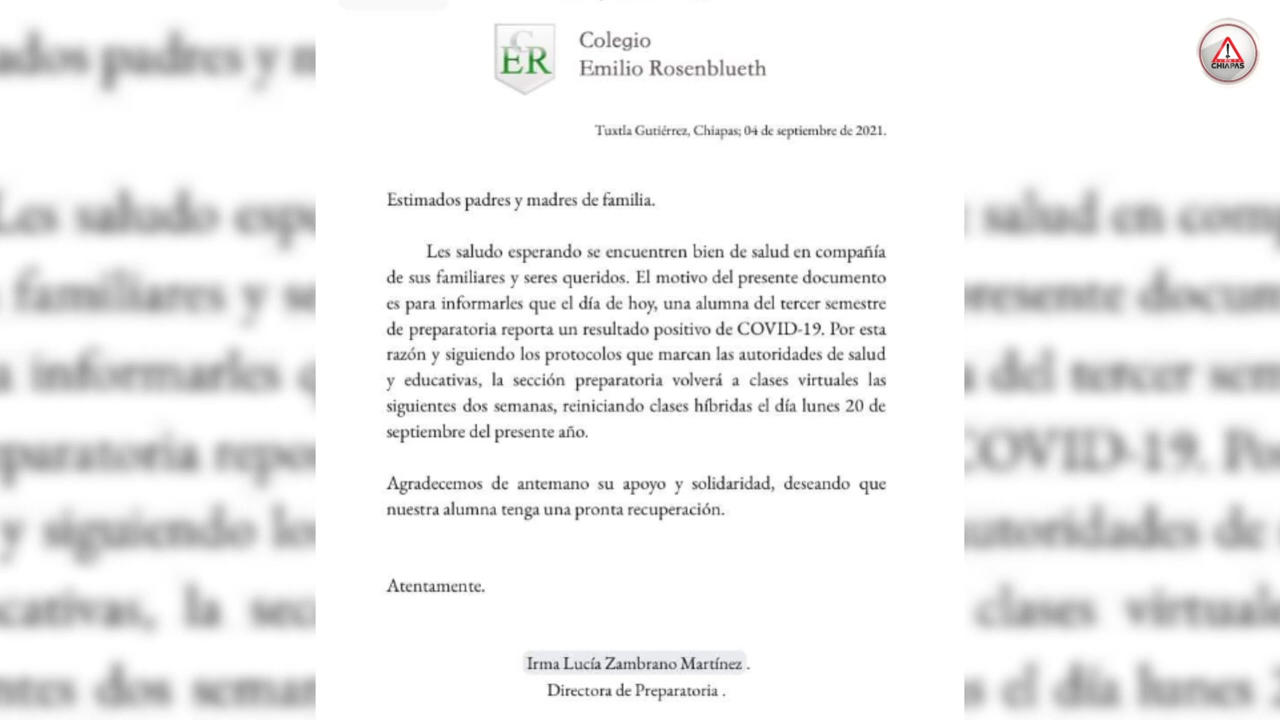 CER
Colegio
Emilio Rosenblueth
CHIAPAS
Tuxtla Gutiérrez, Chiapas; 04 de septiembre de 2021.
Estimados padres y madres de familia.
Les saludo esperando se encuentren bien de salud en compañía
de sus familiares y seres queridos. El motivo del presente documento
es para informarles que el día de hoy, una alumna del tercer semestre
de preparatoria reporta un resultado positivo de COVID-19. Por esta
razón y siguiendo los protocolos que marcan las autoridades de salud
y educativas, la sección preparatoria volverá a clases virtuales las
siguientes dos semanas, reiniciando clases híbridas el día lunes 20 de
septiembre del presente año.
Agradecemos de antemano su apoyo y solidaridad, deseando que
nuestra alumna tenga una pronta recuperación.
Atentamente.
Irma Lucía Zambrano Martínez .
Directora de Preparatoria .